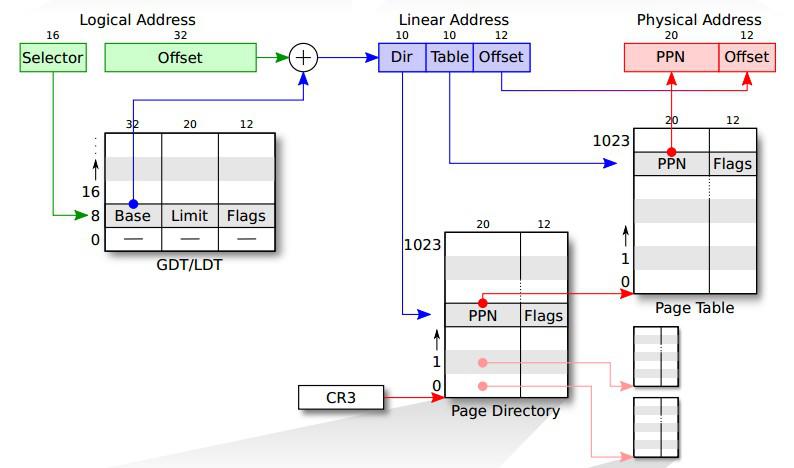 Logical Address
Linear Address
Physical Address
16
32
10
10
12
20
12
Selector
Offset
+
Dir
Table
Offset
PPN
Offset
32
20
12
20
12
1023
PPN
Flags
16
8
Base
Limit
Flags
0
GDT/LDT
20
12
1023
1
0
Page Table
PPN
Flags
1
0
CR3
Page Directory